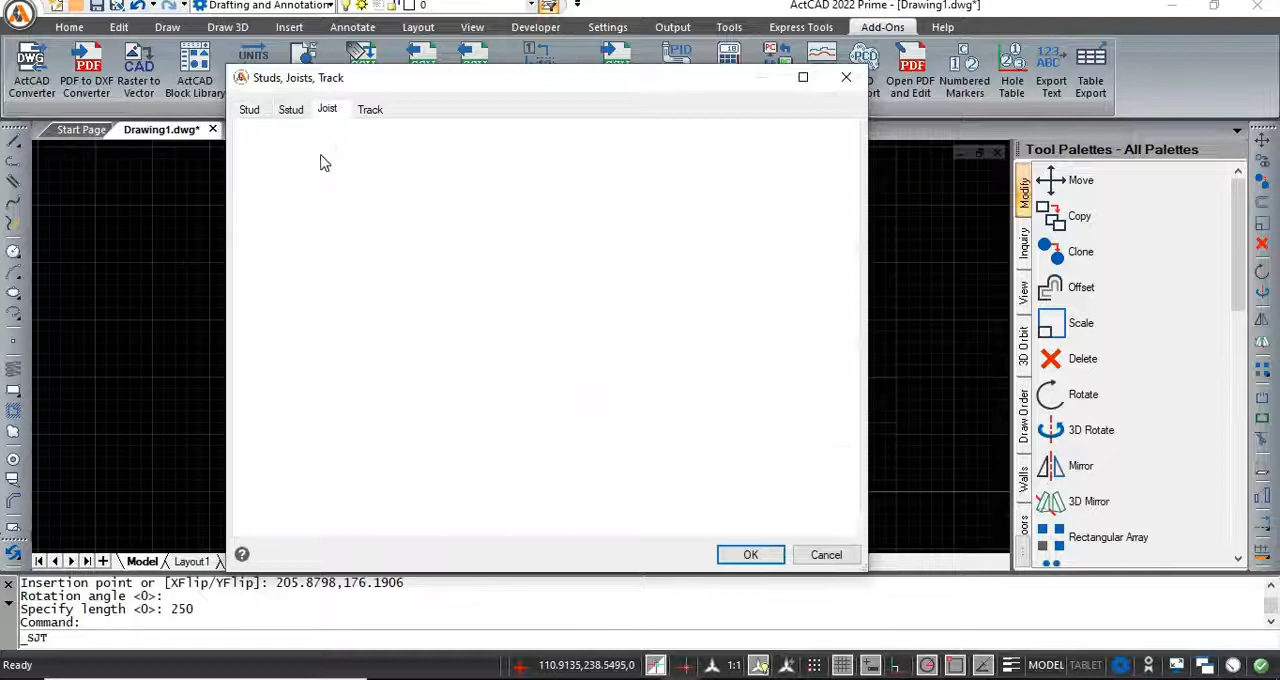 Drafting and Annotation
0
ActCAD 2022 Prime - [Drawing1.dwg*]
Home Edit Draw Draw 3D Insert Annotate Layout View Developer Settings Output Tools Express Tools Add-Ons Help
ActCAD Converter
PDF to DXF Converter
Raster to Vector
ActCAD Block Library
UNITS
PID
Open PDF and Edit
Numbered Markers
Hole Table
Export Text
Table Export
Studs, Joists, Track
Stud Sstud Joist Track
Start Page Drawing1.dwg*
Tool Palettes - All Palettes
Modify
Inquiry
View
3D Orbit
Draw Order
Walls
Move
Copy
Clone
Offset
Scale
Delete
Rotate
3D Rotate
Mirror
3D Mirror
Rectangular Array
OK Cancel
Model Layout1
Insertion point or [XFlip/YFlip]: 205.8798,176.1906
Rotation angle <0>:
Specify length <0>: 250
Command:
_SJT
Ready 110.9135,238.5495,0 1:1 MODEL TABLET